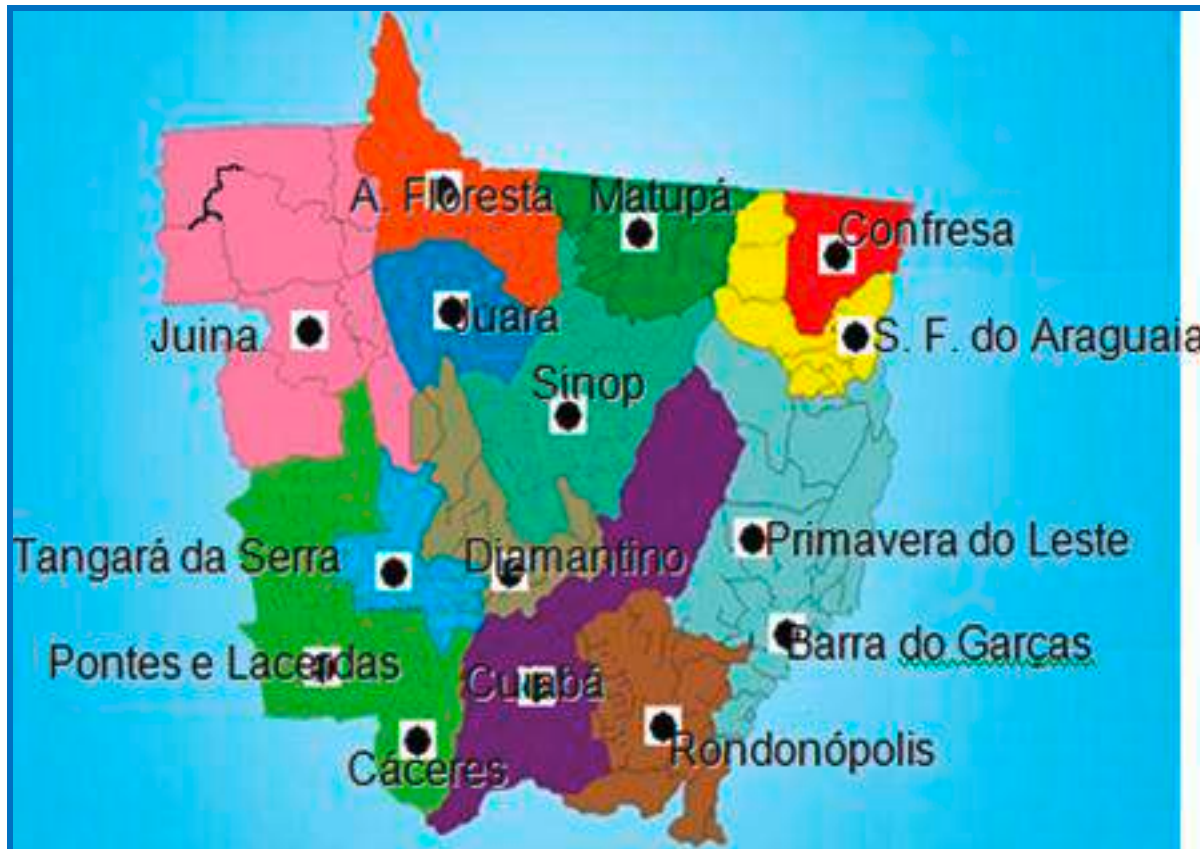 A. Floresta
Matupá
Confresa
Juara
Juina
S. F. do Araguaia
Sinop
Tangará da Serra
Diamantino
Primavera do Leste
Pontes e Lacerdas
Barra do Garças
Cuiabá
Cáceres
Rondonópolis